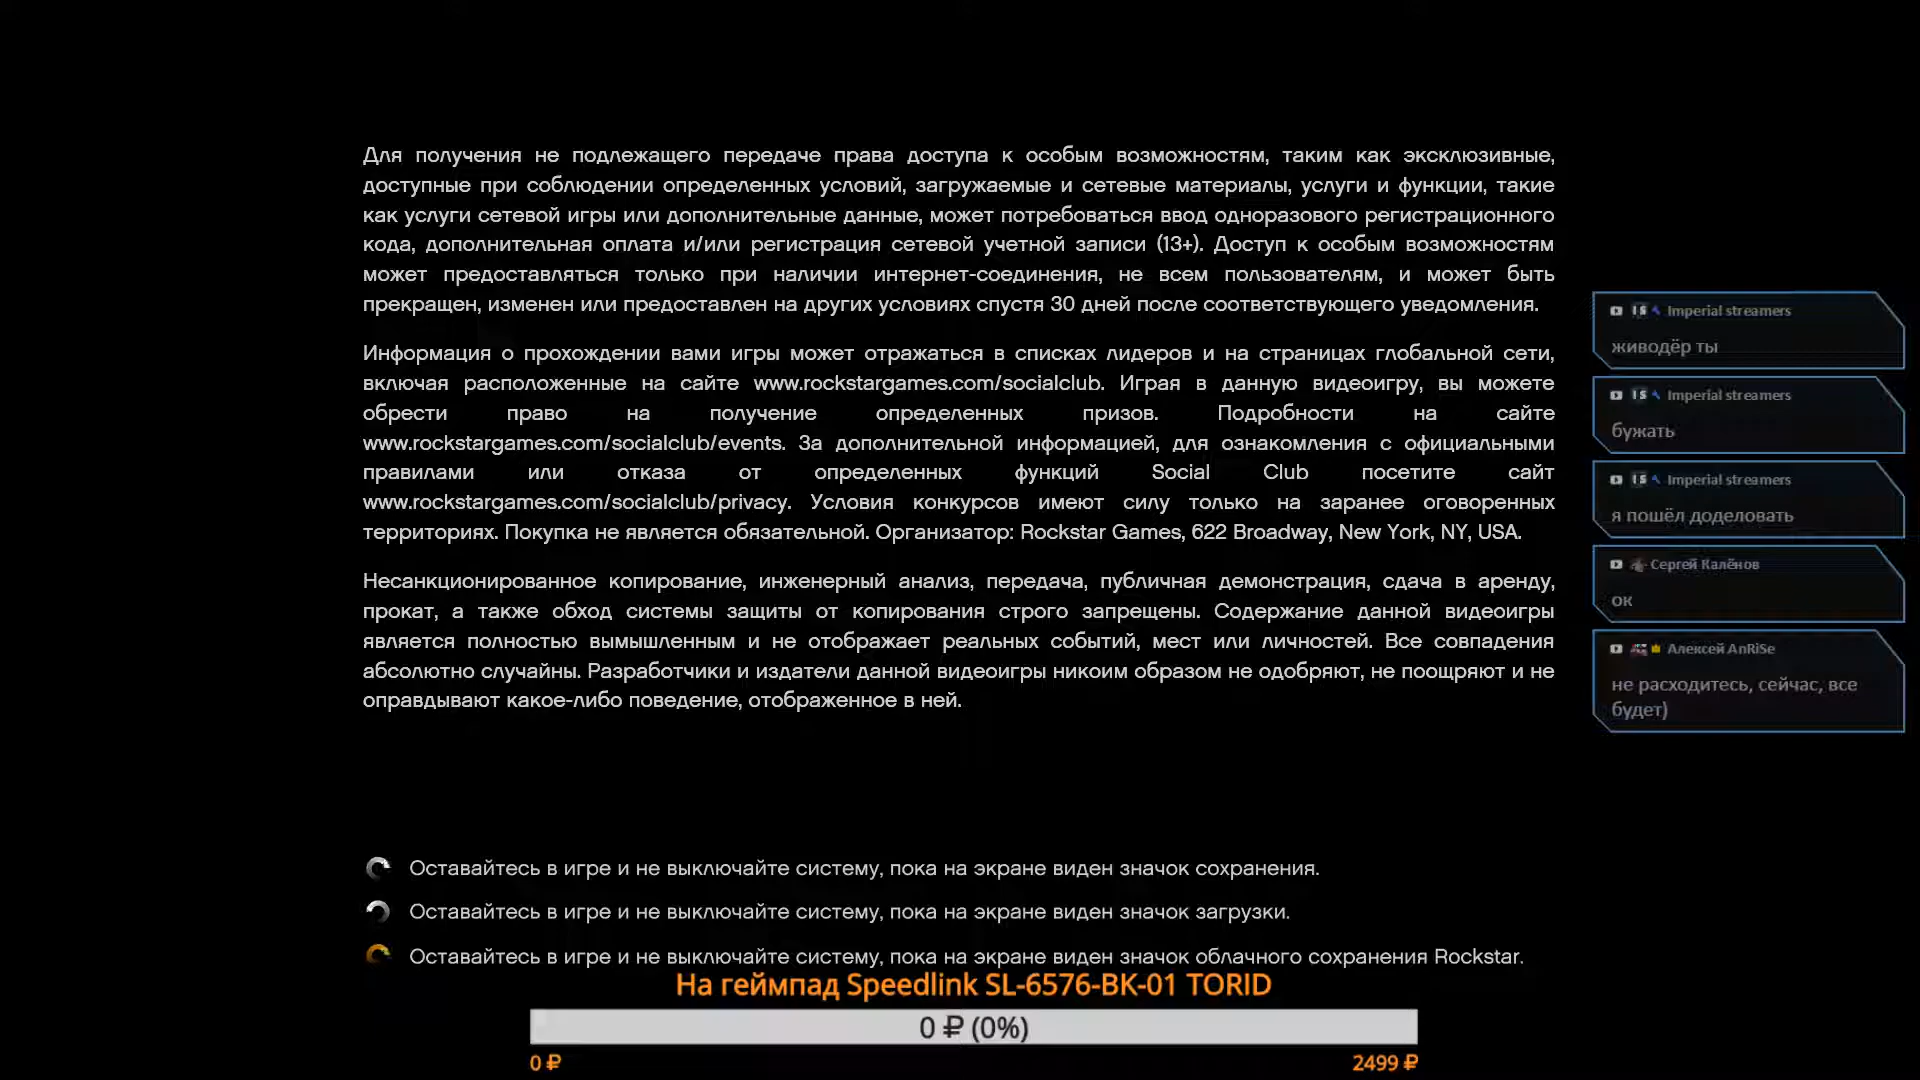 Для получения не подлежащего передаче права доступа к особым возможностям, таким как эксклюзивные,
доступные при соблюдении определенных условий, загружаемые и сетевые материалы, услуги и функции, такие
как услуги сетевой игры или дополнительные данные, может потребоваться ввод одноразового регистрационного
кода, дополнительная оплата и/или регистрация сетевой учетной записи (13+). Доступ к особым возможностям
может предоставляться только при наличии интернет-соединения, не всем пользователям, и может быть
прекращен, изменен или предоставлен на других условиях спустя 30 дней после соответствующего уведомления.
Информация о прохождении вами игры может отражаться в списках лидеров и на страницах глобальной сети,
включая расположенные на сайте www.rockstargames.com/socialclub. Играя в данную видеоигру, вы можете
обрести право на получение определенных призов. Подробности на сайте
www.rockstargames.com/socialclub/events. За дополнительной информацией, для ознакомления с официальными
правилами или отказа от определенных функций Social Club посетите сайт
www.rockstargames.com/socialclub/privacy. Условия конкурсов имеют силу только на заранее оговоренных
территориях. Покупка не является обязательной. Организатор: Rockstar Games, 622 Broadway, New York, NY, USA.
Несанкционированное копирование, инженерный анализ, передача, публичная демонстрация, сдача в аренду,
прокат, а также обход системы защиты от копирования строго запрещены. Содержание данной видеоигры
является полностью вымышленным и не отображает реальных событий, мест или личностей. Все совпадения
абсолютно случайны. Разработчики и издатели данной видеоигры никоим образом не одобряют, не поощряют и не
оправдывают какое-либо поведение, отображенное в ней.
Оставайтесь в игре и не выключайте систему, пока на экране виден значок сохранения.
Оставайтесь в игре и не выключайте систему, пока на экране виден значок загрузки.
Оставайтесь в игре и не выключайте систему, пока на экране виден значок облачного сохранения Rockstar.
На геймпад Speedlink SL-6576-BK-01 TORID
0 ₽ (0%)
0 ₽ 2499 ₽
IS Imperial streamers
живодёр ты
IS Imperial streamers
бужать
IS Imperial streamers
я пошёл доделовать
Сергей Калёнов
ок
Алексей AnRiSe
не расходитесь, сейчас, все
будет)